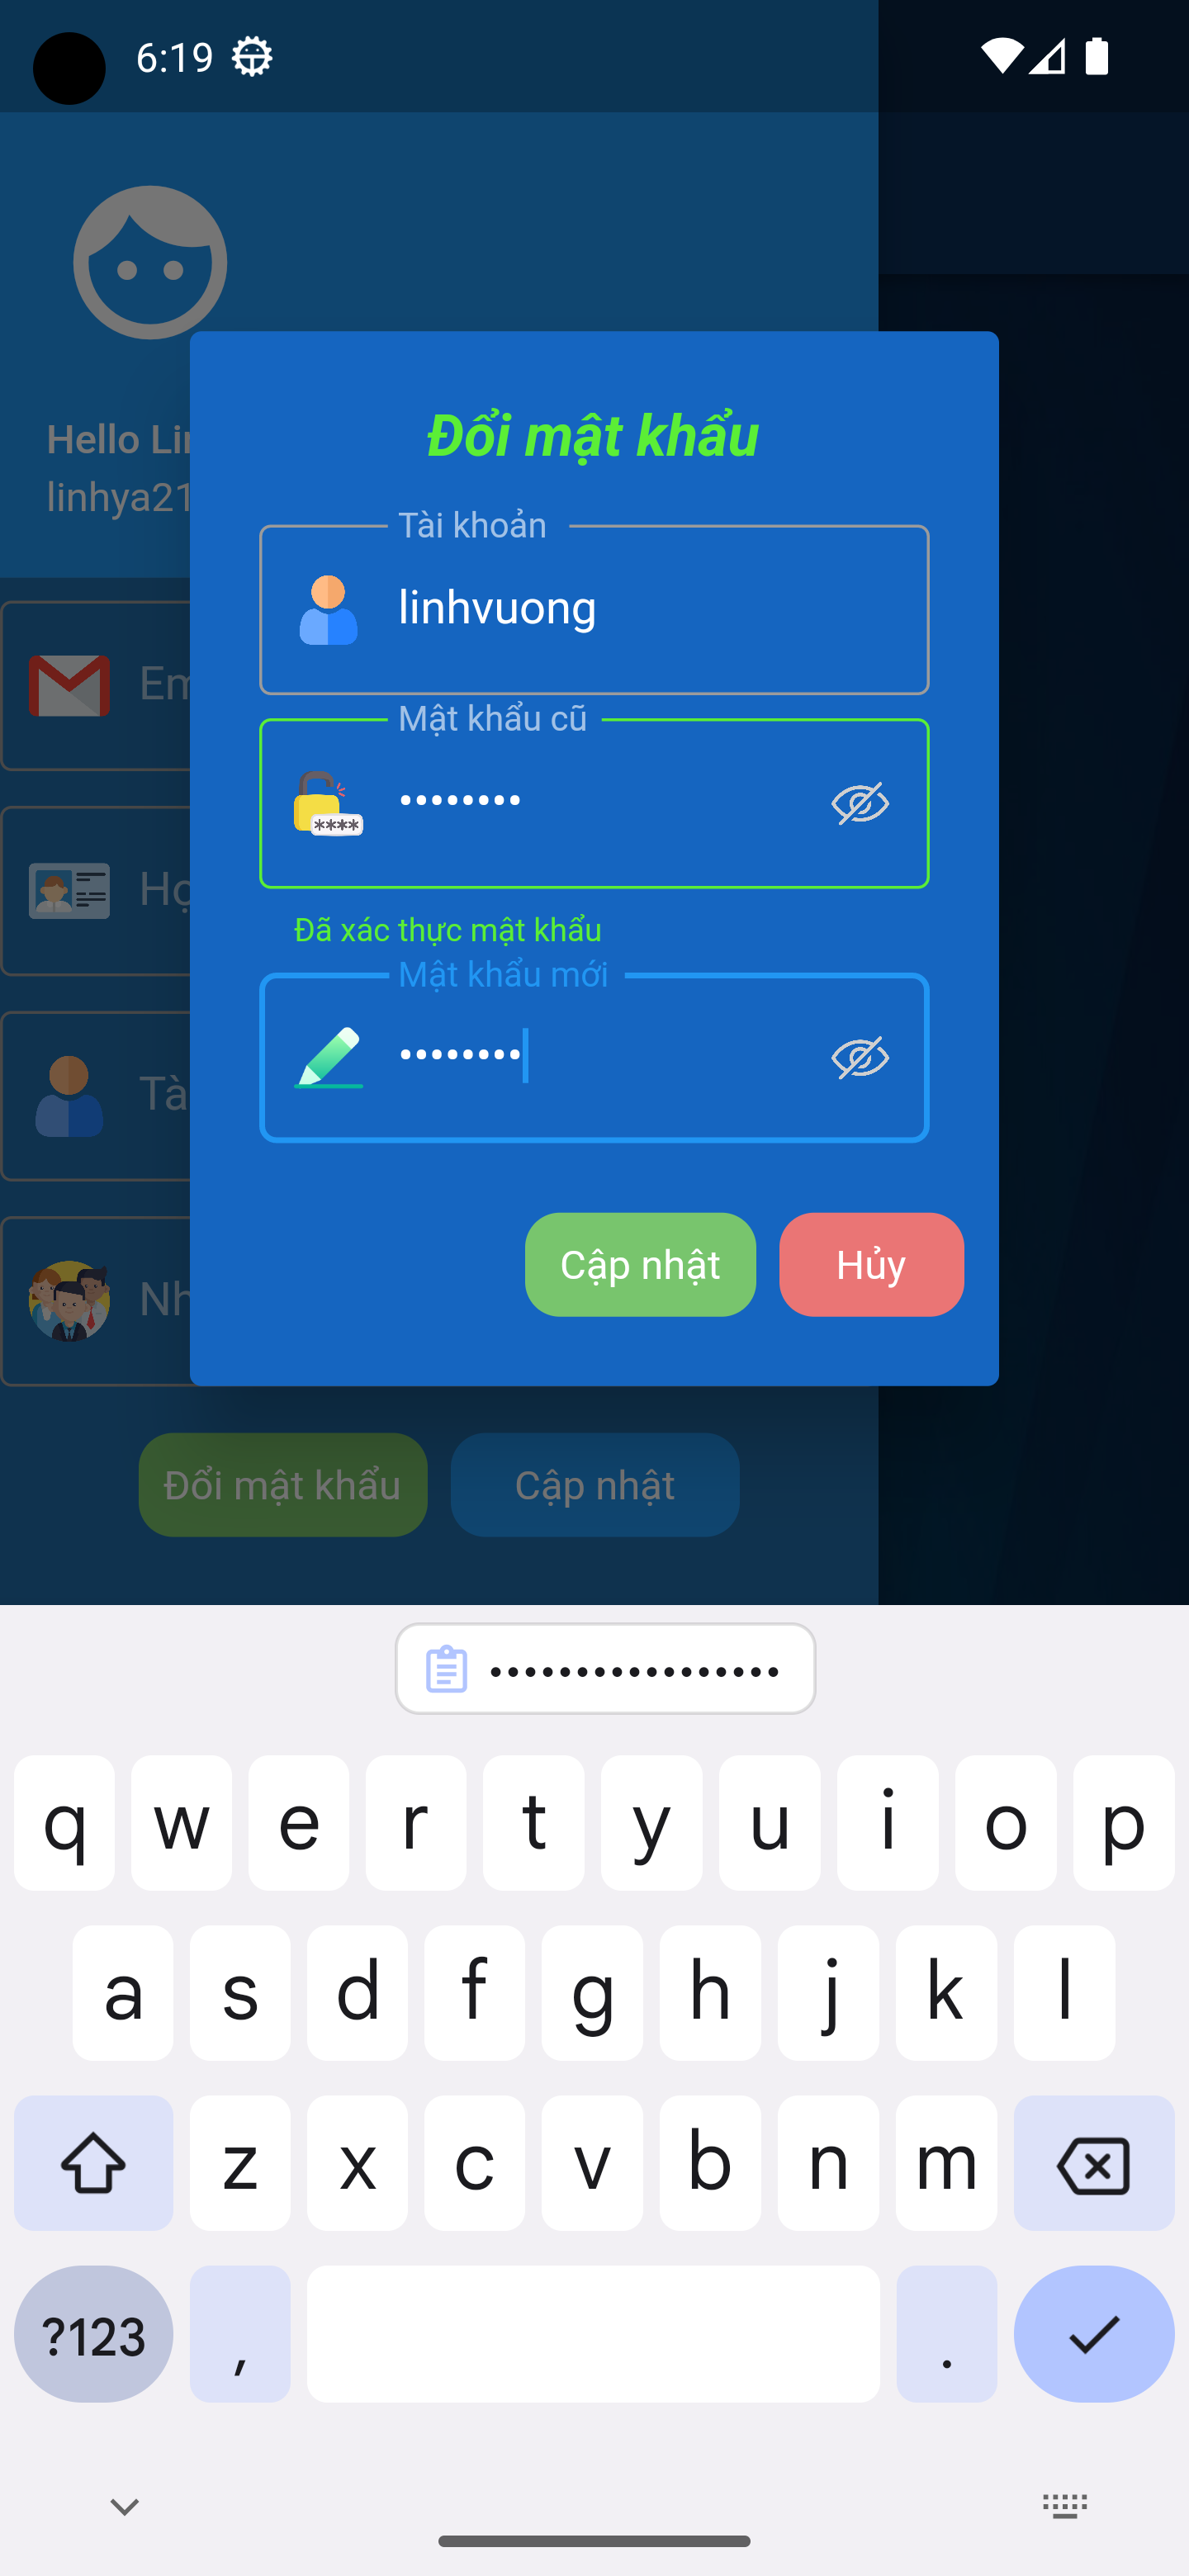 6:19
Hello Lin
linhya21
Đổi mật khẩu
Tài khoản
linhvuong
Mật khẩu cũ
••••••••
****
Đã xác thực mật khẩu
Mật khẩu mới
••••••••
Cập nhật
Hủy
Em
Họ
Tà
Nh
Đổi mật khẩu
Cập nhật
•••••••••••••••••
q w e r t y u i o p
a s d f g h j k l
z x c v b n m
?123 , .